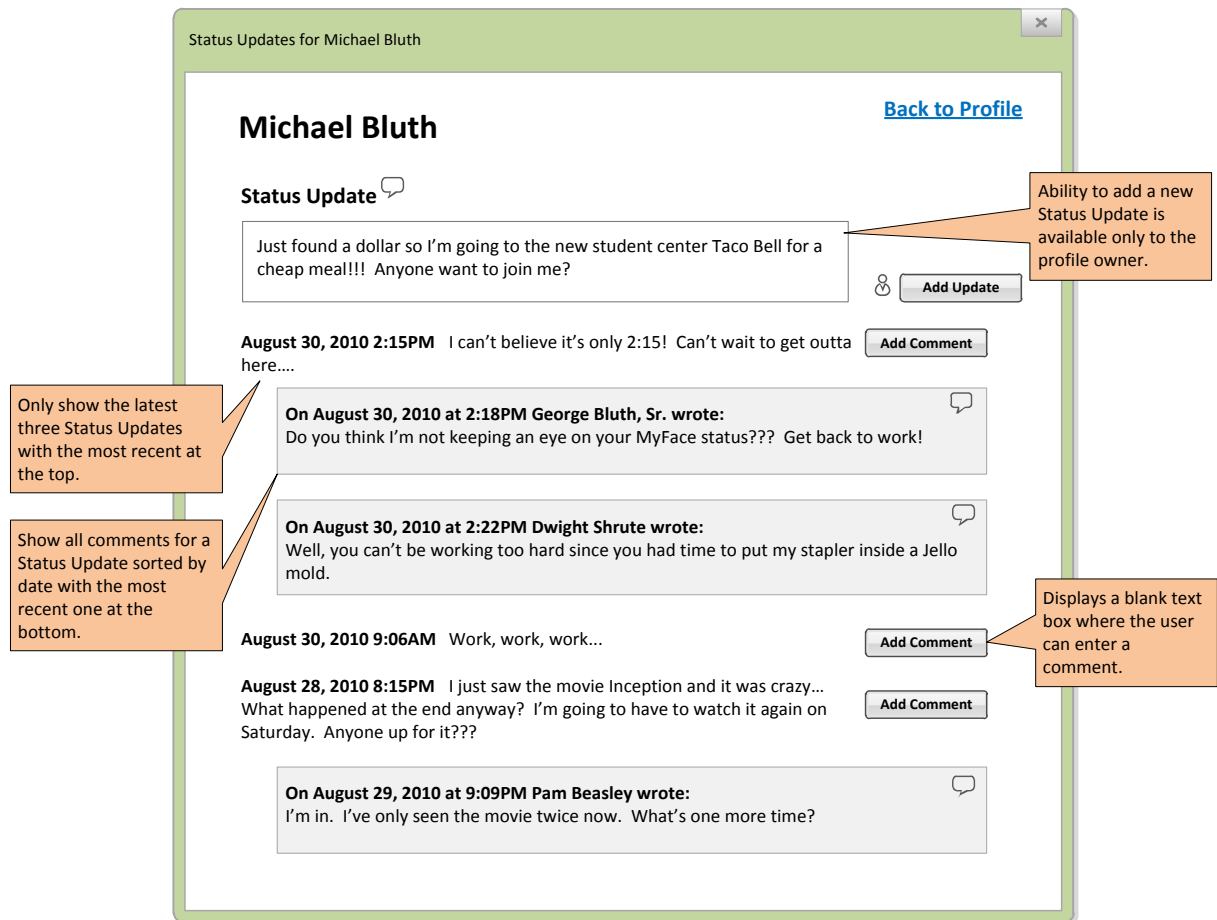 Status Updates for Michael Bluth
Michael Bluth
Back to Profile
Status Update
Just found a dollar so I’m going to the new student center Taco Bell for a
cheap meal!!!  Anyone want to join me?
Ability to add a new
Status Update is
available only to the
profile owner.
Add Update
August 30, 2010 2:15PM   I can’t believe it’s only 2:15!  Can’t wait to get outta
here….
Add Comment
Only show the latest
three Status Updates
with the most recent at
the top.
On August 30, 2010 at 2:18PM George Bluth, Sr. wrote:
Do you think I’m not keeping an eye on your MyFace status???  Get back to work!
On August 30, 2010 at 2:22PM Dwight Shrute wrote:
Well, you can’t be working too hard since you had time to put my stapler inside a Jello
mold.
Show all comments for a
Status Update sorted by
date with the most
recent one at the
bottom.
August 30, 2010 9:06AM   Work, work, work...
Add Comment
Displays a blank text
box where the user
can enter a
comment.
August 28, 2010 8:15PM   I just saw the movie Inception and it was crazy…
What happened at the end anyway?  I’m going to have to watch it again on
Saturday.  Anyone up for it???
Add Comment
On August 29, 2010 at 9:09PM Pam Beasley wrote:
I’m in.  I’ve only seen the movie twice now.  What’s one more time?